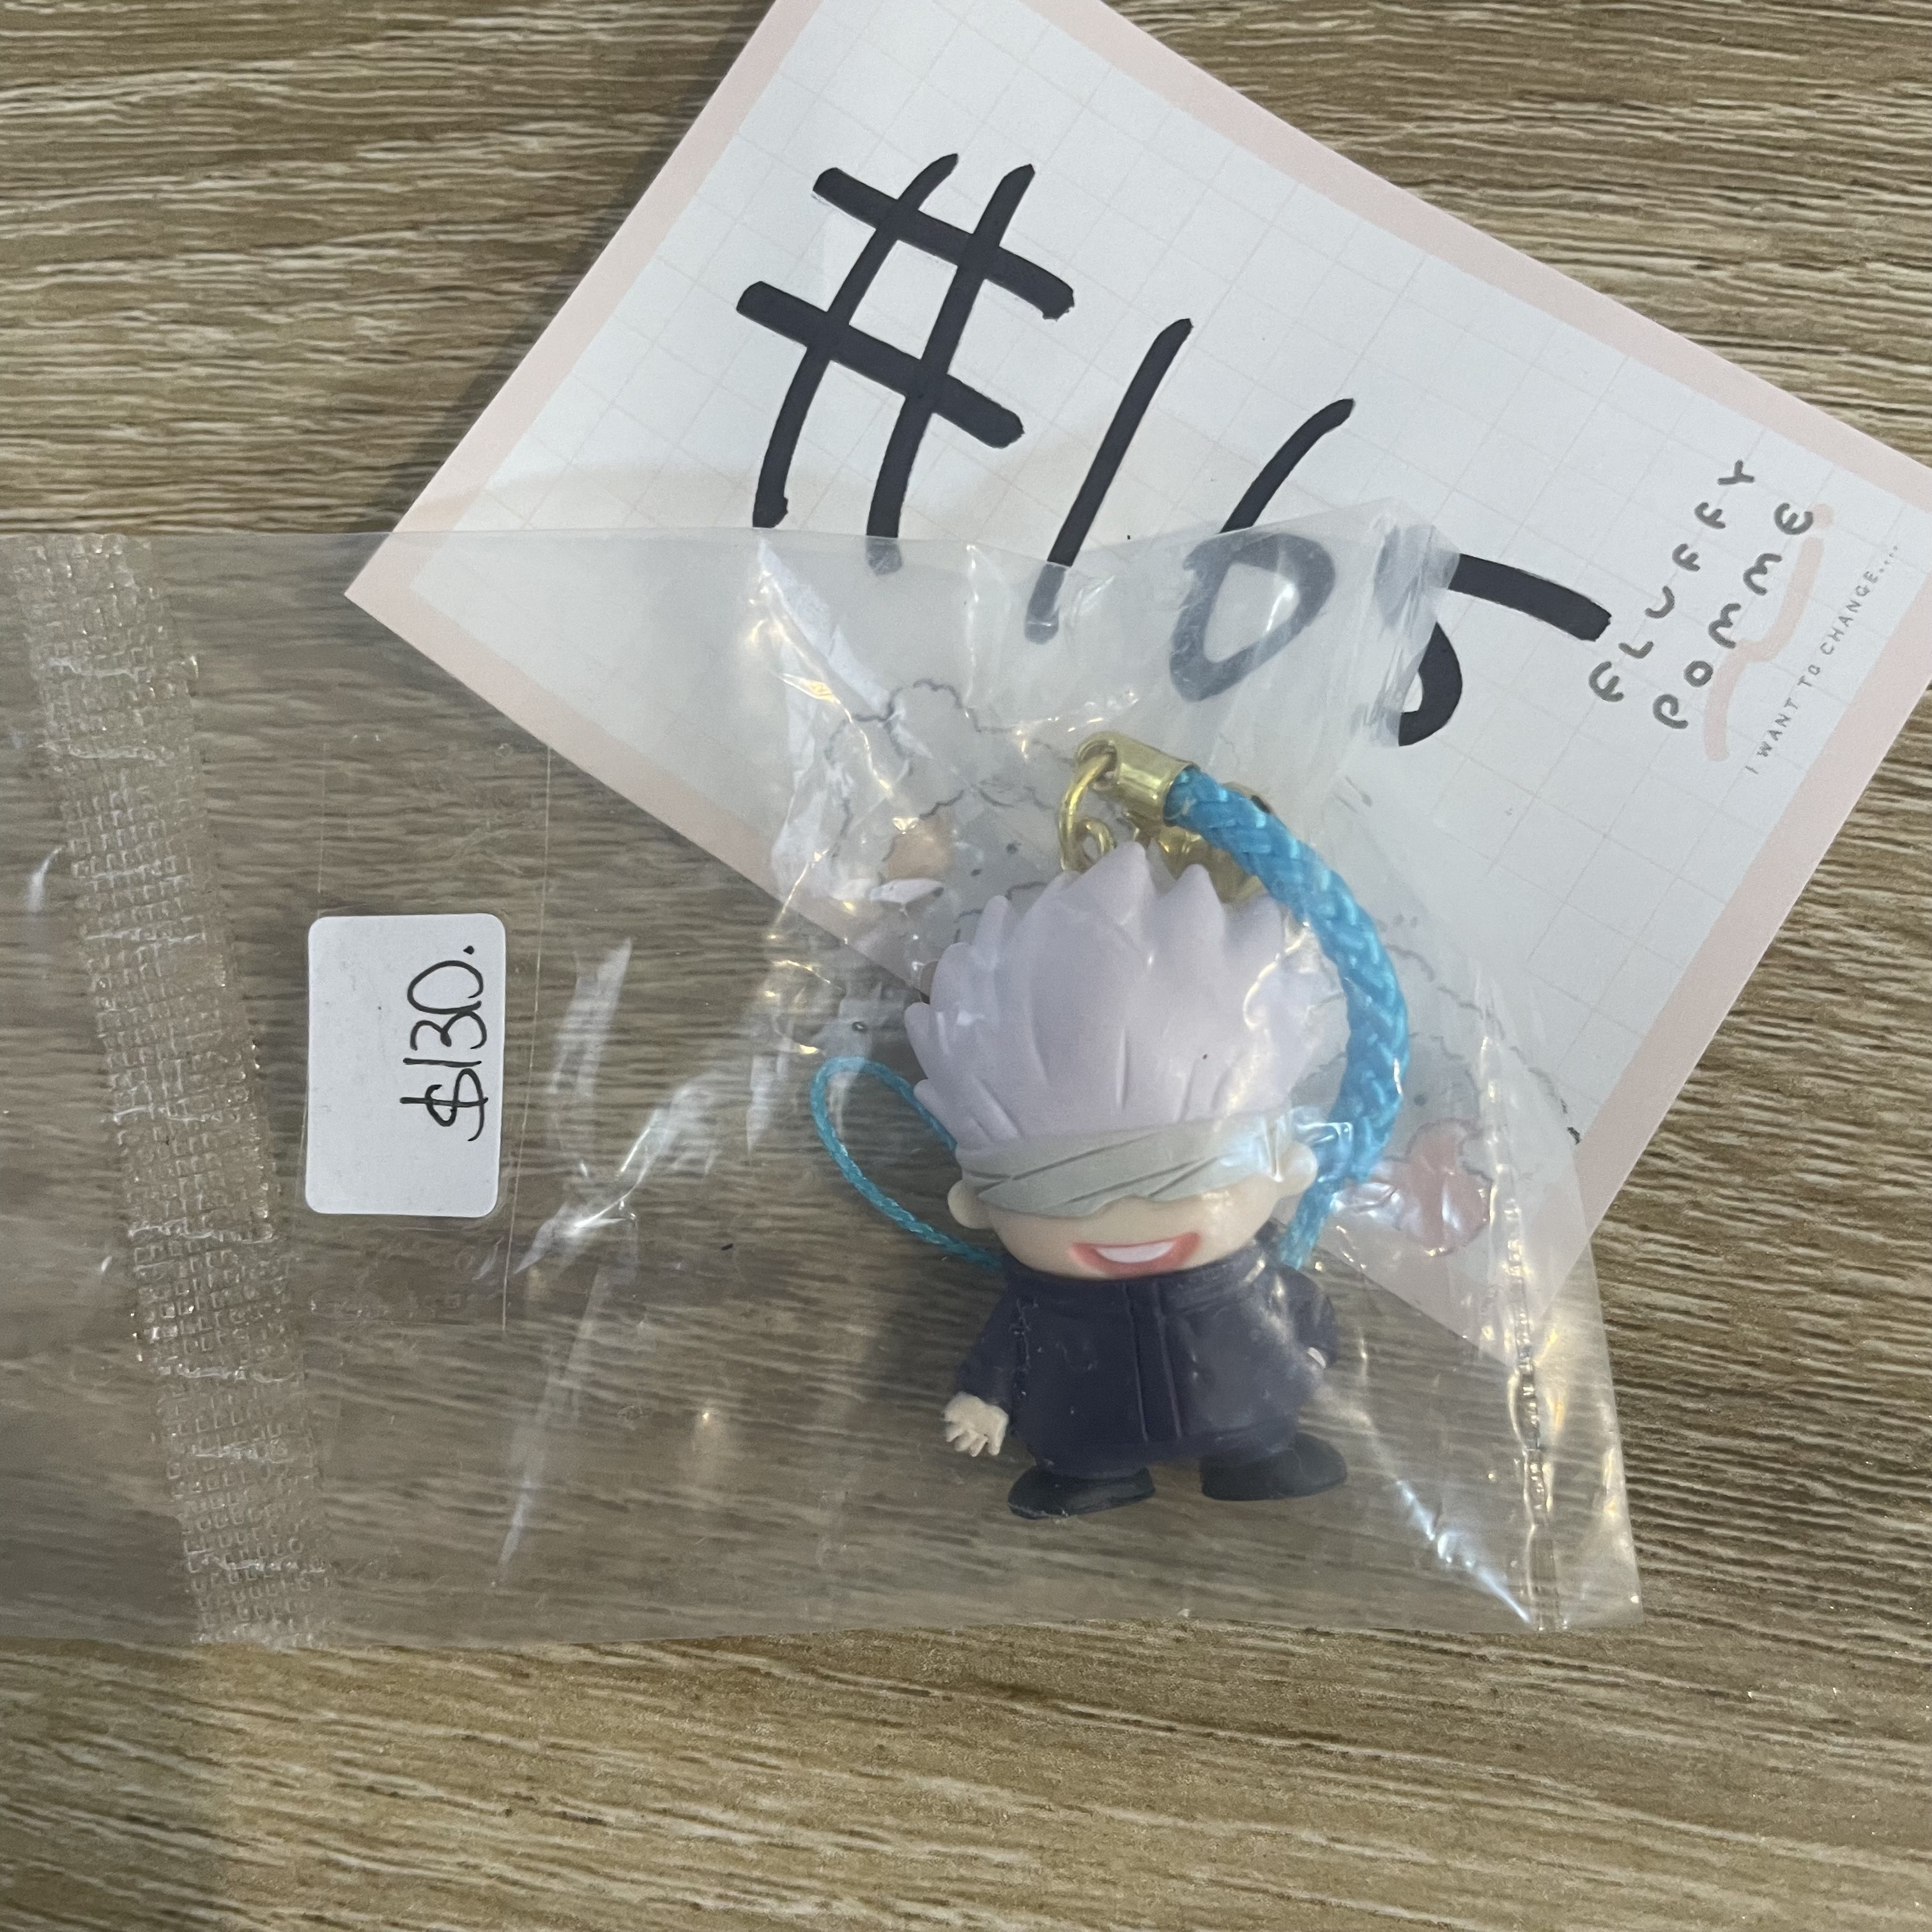 #165
FLUFFY
POMME
I WANT TO CHANGE....
$130.